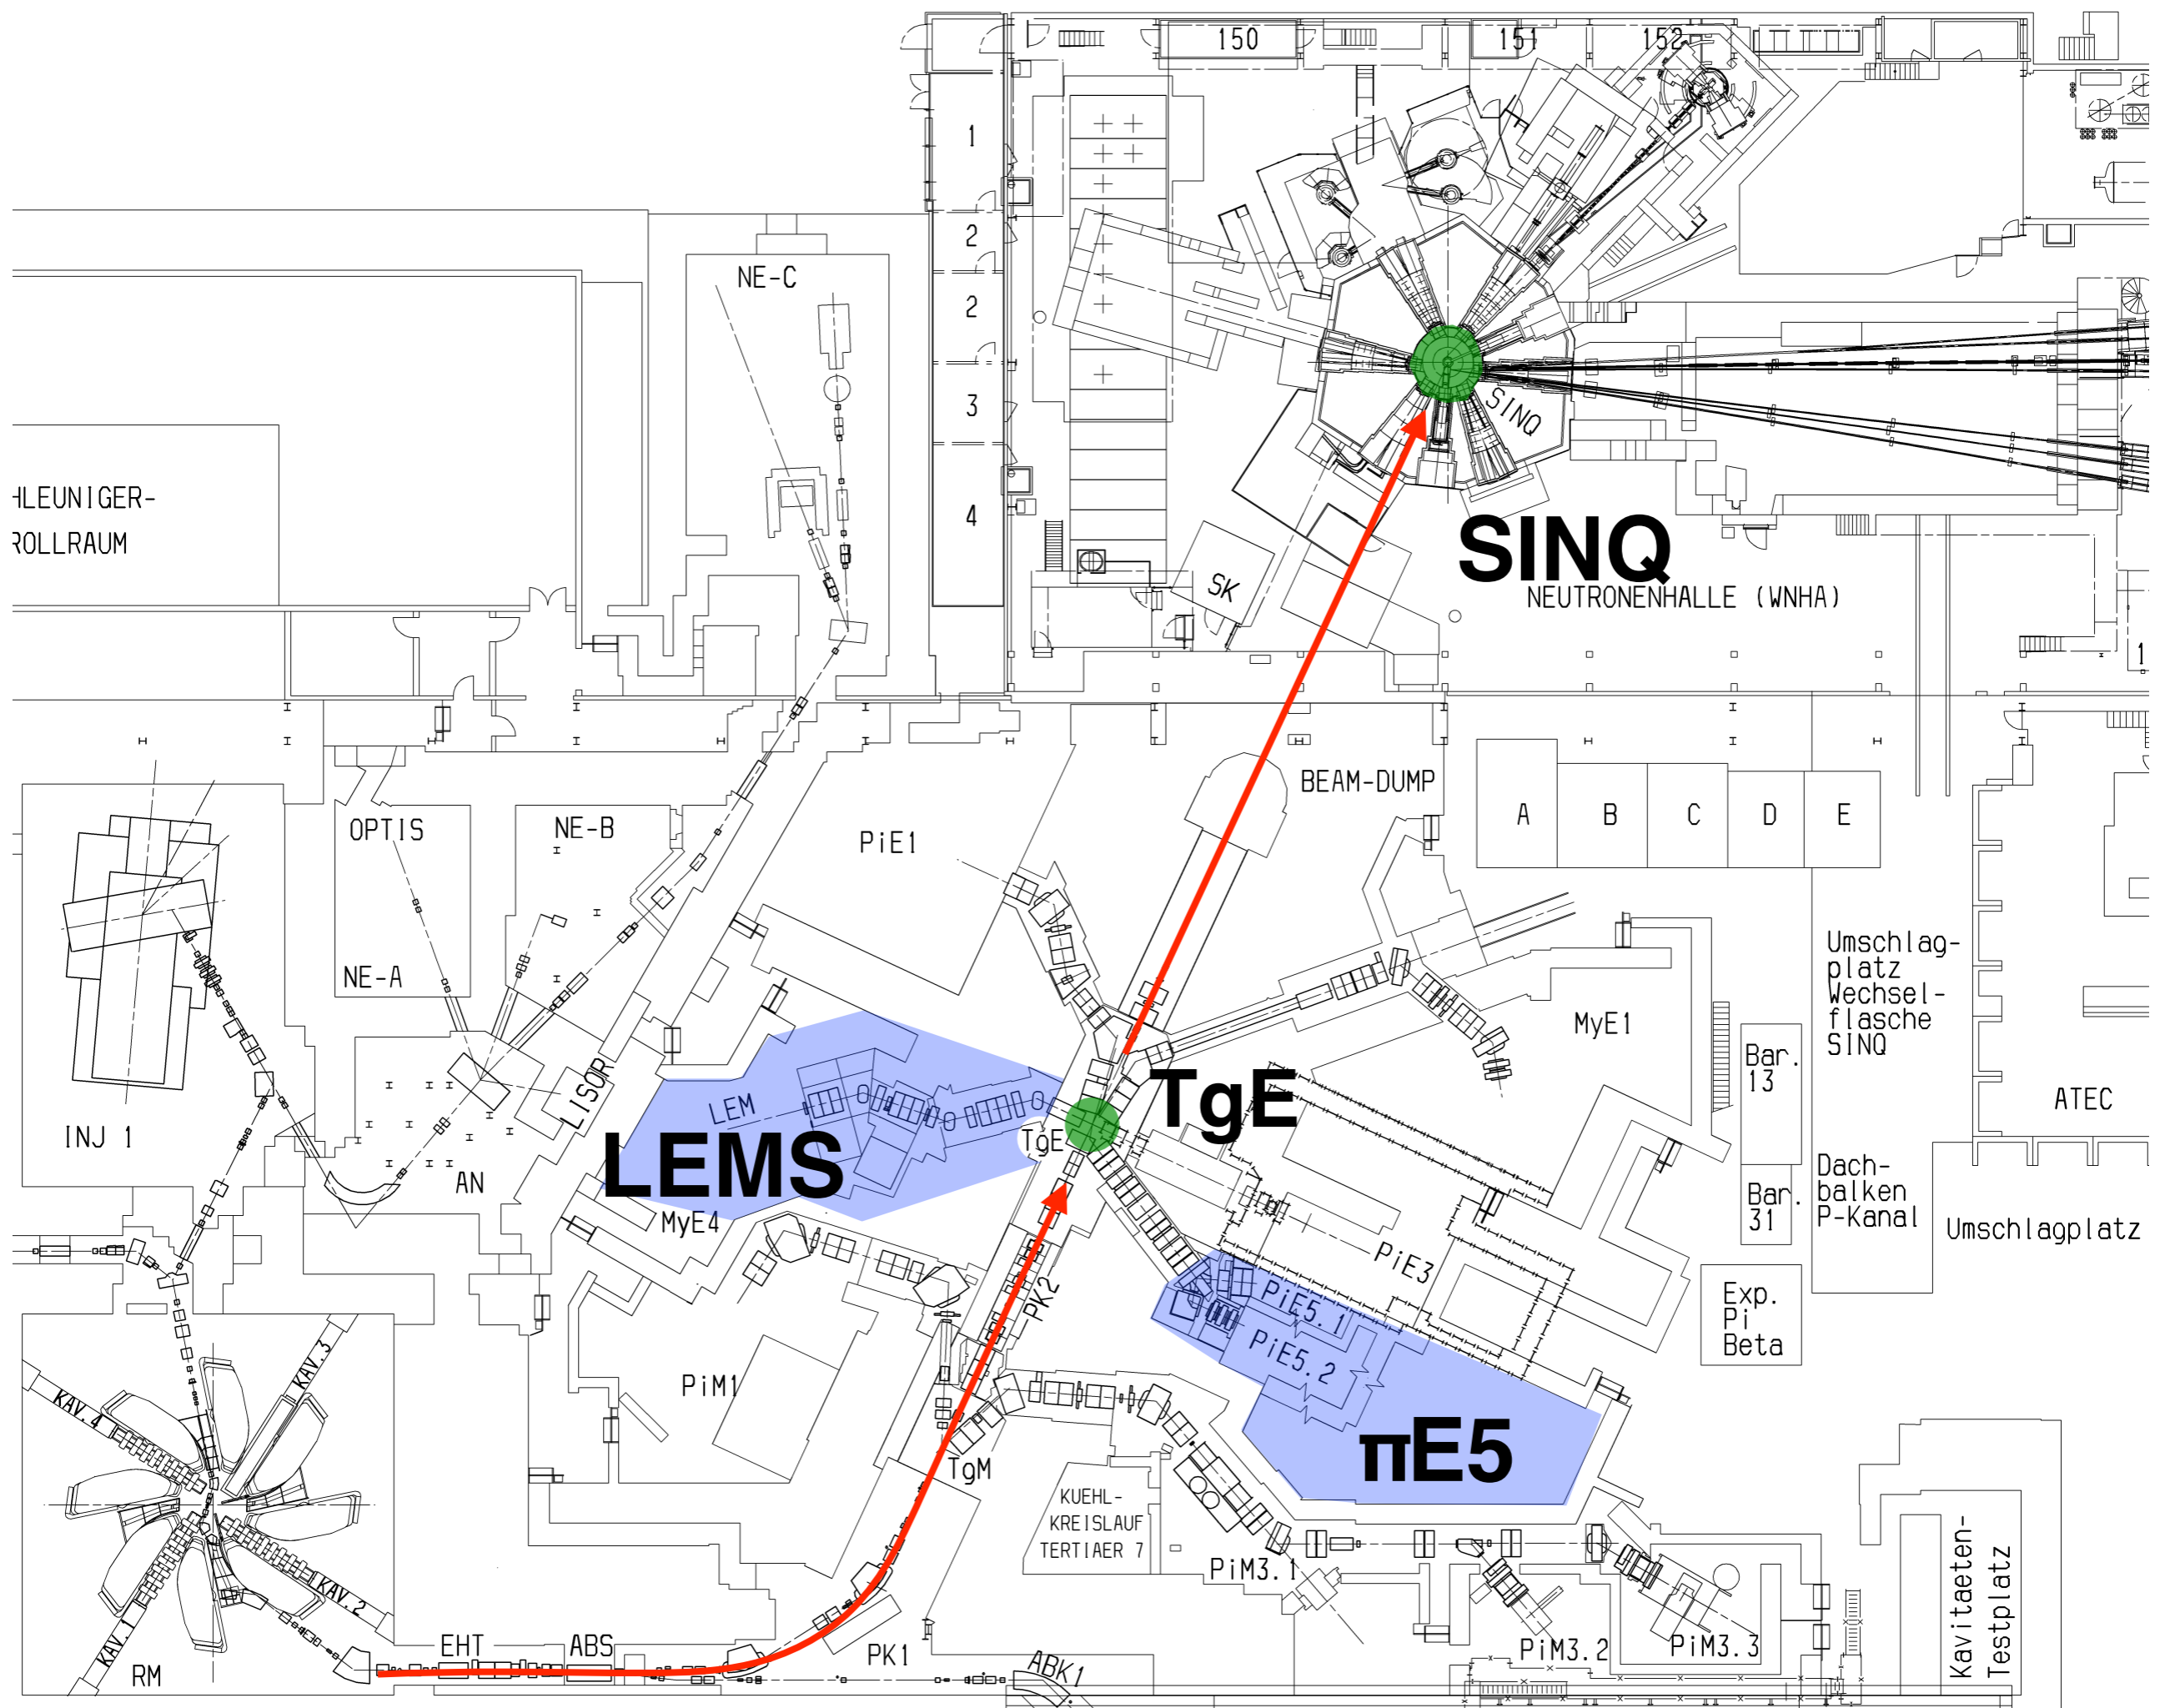 150
151
152
1
2
2
3
4
NE-C
HLEUNIGER-
ROLLRAUM
SINQ
SINQ
NEUTRONENHALLE (WNHA)
SK
1
BEAM-DUMP
A
B
C
D
E
OPTIS
NE-B
PiE1
NE-A
Umschlag-
platz
Wechsel-
flasche
SINQ
MyE1
Bar.
13
ATEC
LISOR
LEM
LEMS
TgE
TgE
INJ 1
AN
MyE4
Bar.
31
Dach-
balken
P-Kanal
Umschlagplatz
PiE3
PK2
PiE5.1
PiE5.2
πE5
Exp.
Pi
Beta
KAV.3
KAV.4
PiM1
TgM
KUEHL-
KREISLAUF
TERTIAER 7
PiM3.1
PiM3.2
PiM3.3
Kavitaeten-
Testplatz
KAV.2
KAV.1
RM
EHT
ABS
PK1
ABK1